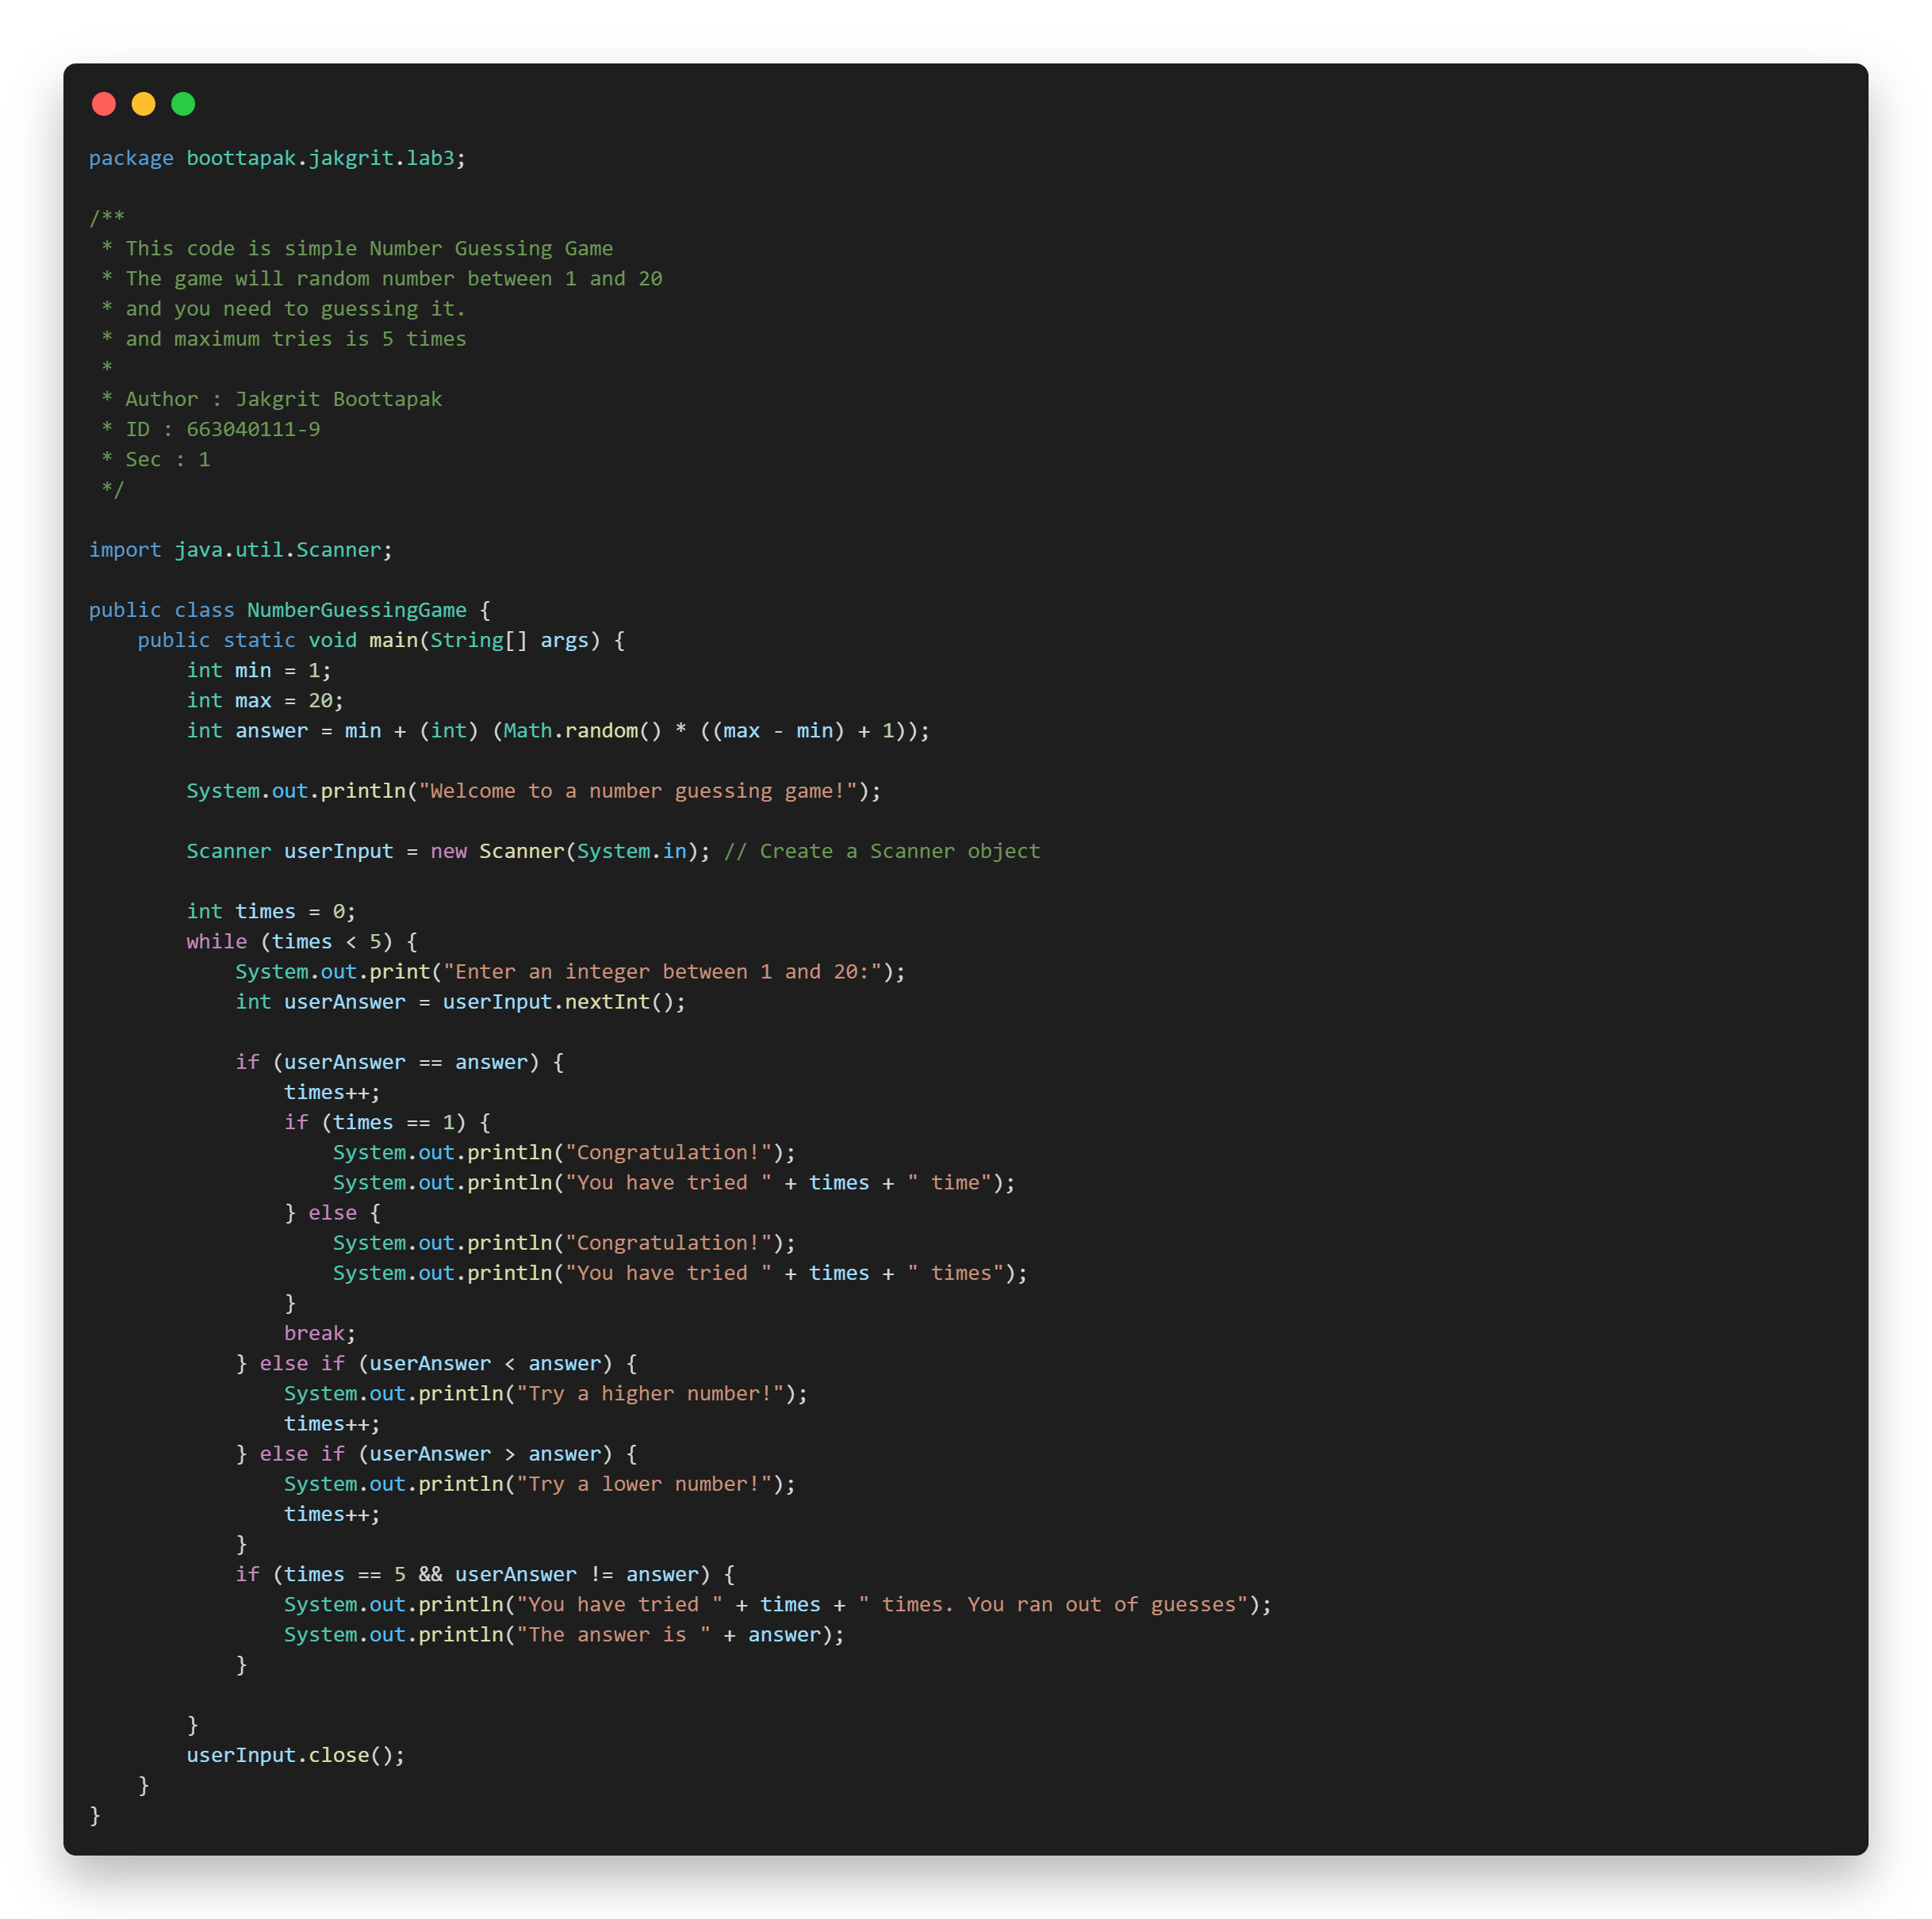 package boottapak.jakgrit.lab3;

/**
 * This code is simple Number Guessing Game
 * The game will random number between 1 and 20
 * and you need to guessing it.
 * and maximum tries is 5 times
 *
 * Author : Jakgrit Boottapak
 * ID : 663040111-9
 * Sec : 1
 */

import java.util.Scanner;

public class NumberGuessingGame {
    public static void main(String[] args) {
        int min = 1;
        int max = 20;
        int answer = min + (int) (Math.random() * ((max - min) + 1));

        System.out.println("Welcome to a number guessing game!");

        Scanner userInput = new Scanner(System.in); // Create a Scanner object

        int times = 0;
        while (times < 5) {
            System.out.print("Enter an integer between 1 and 20:");
            int userAnswer = userInput.nextInt();

            if (userAnswer == answer) {
                times++;
                if (times == 1) {
                    System.out.println("Congratulation!");
                    System.out.println("You have tried " + times + " time");
                } else {
                    System.out.println("Congratulation!");
                    System.out.println("You have tried " + times + " times");
                }
                break;
            } else if (userAnswer < answer) {
                System.out.println("Try a higher number!");
                times++;
            } else if (userAnswer > answer) {
                System.out.println("Try a lower number!");
                times++;
            }
            if (times == 5 && userAnswer != answer) {
                System.out.println("You have tried " + times + " times. You ran out of guesses");
                System.out.println("The answer is " + answer);
            }

        }
        userInput.close();
    }
}